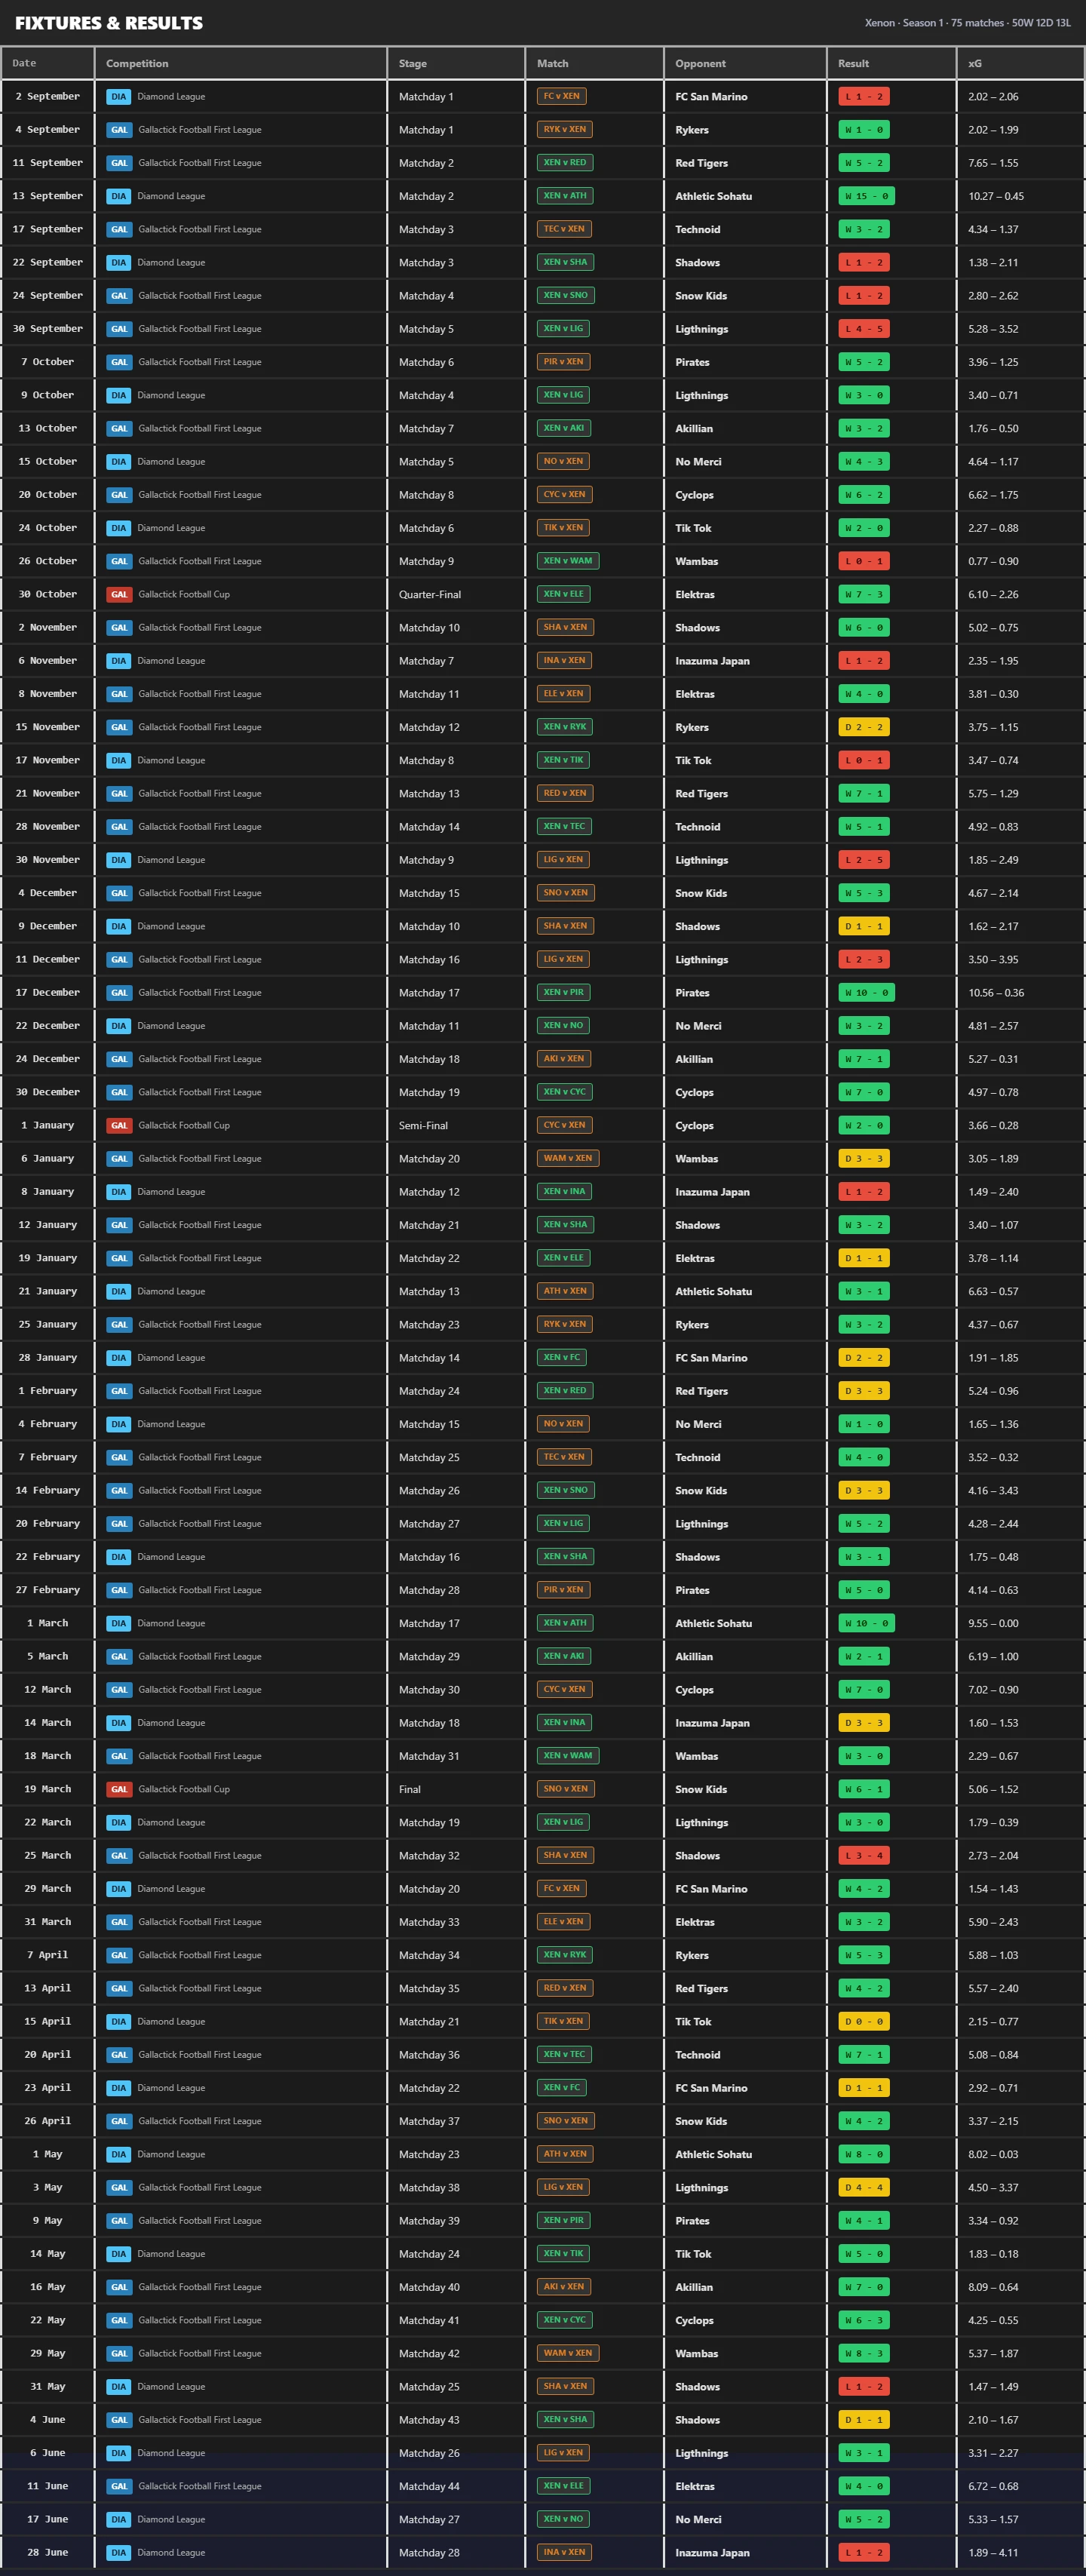 FIXTURES & RESULTS Xenon · Season 1 · 75 matches · 50W 12D 13L
Date Competition Stage Match Opponent Result xG
2 September DIA Diamond League Matchday 1 FC v XEN FC San Marino L 1 - 2 2.02 – 2.06
4 September GAL Gallactick Football First League Matchday 1 RYK v XEN Rykers W 1 - 0 2.02 – 1.99
11 September GAL Gallactick Football First League Matchday 2 XEN v RED Red Tigers W 5 - 2 7.65 – 1.55
13 September DIA Diamond League Matchday 2 XEN v ATH Athletic Sohatu W 15 - 0 10.27 – 0.45
17 September GAL Gallactick Football First League Matchday 3 TEC v XEN Technoid W 3 - 2 4.34 – 1.37
22 September DIA Diamond League Matchday 3 XEN v SHA Shadows L 1 - 2 1.38 – 2.11
24 September GAL Gallactick Football First League Matchday 4 XEN v SNO Snow Kids L 1 - 2 2.80 – 2.62
30 September GAL Gallactick Football First League Matchday 5 XEN v LIG Ligthnings L 4 - 5 5.28 – 3.52
7 October GAL Gallactick Football First League Matchday 6 PIR v XEN Pirates W 5 - 2 3.96 – 1.25
9 October DIA Diamond League Matchday 4 XEN v LIG Ligthnings W 3 - 0 3.40 – 0.71
13 October GAL Gallactick Football First League Matchday 7 XEN v AKI Akillian W 3 - 2 1.76 – 0.50
15 October DIA Diamond League Matchday 5 NO v XEN No Merci W 4 - 3 4.64 – 1.17
20 October GAL Gallactick Football First League Matchday 8 CYC v XEN Cyclops W 6 - 2 6.62 – 1.75
24 October DIA Diamond League Matchday 6 TIK v XEN Tik Tok W 2 - 0 2.27 – 0.88
26 October GAL Gallactick Football First League Matchday 9 XEN v WAM Wambas L 0 - 1 0.77 – 0.90
30 October GAL Gallactick Football Cup Quarter-Final XEN v ELE Elektras W 7 - 3 6.10 – 2.26
2 November GAL Gallactick Football First League Matchday 10 SHA v XEN Shadows W 6 - 0 5.02 – 0.75
6 November DIA Diamond League Matchday 7 INA v XEN Inazuma Japan L 1 - 2 2.35 – 1.95
8 November GAL Gallactick Football First League Matchday 11 ELE v XEN Elektras W 4 - 0 3.81 – 0.30
15 November GAL Gallactick Football First League Matchday 12 XEN v RYK Rykers D 2 - 2 3.75 – 1.15
17 November DIA Diamond League Matchday 8 XEN v TIK Tik Tok L 0 - 1 3.47 – 0.74
21 November GAL Gallactick Football First League Matchday 13 RED v XEN Red Tigers W 7 - 1 5.75 – 1.29
28 November GAL Gallactick Football First League Matchday 14 XEN v TEC Technoid W 5 - 1 4.92 – 0.83
30 November DIA Diamond League Matchday 9 LIG v XEN Ligthnings L 2 - 5 1.85 – 2.49
4 December GAL Gallactick Football First League Matchday 15 SNO v XEN Snow Kids W 5 - 3 4.67 – 2.14
9 December DIA Diamond League Matchday 10 SHA v XEN Shadows D 1 - 1 1.62 – 2.17
11 December GAL Gallactick Football First League Matchday 16 LIG v XEN Ligthnings L 2 - 3 3.50 – 3.95
17 December GAL Gallactick Football First League Matchday 17 XEN v PIR Pirates W 10 - 0 10.56 – 0.36
22 December DIA Diamond League Matchday 11 XEN v NO No Merci W 3 - 2 4.81 – 2.57
24 December GAL Gallactick Football First League Matchday 18 AKI v XEN Akillian W 7 - 1 5.27 – 0.31
30 December GAL Gallactick Football First League Matchday 19 XEN v CYC Cyclops W 7 - 0 4.97 – 0.78
1 January GAL Gallactick Football Cup Semi-Final CYC v XEN Cyclops W 2 - 0 3.66 – 0.28
6 January GAL Gallactick Football First League Matchday 20 WAM v XEN Wambas D 3 - 3 3.05 – 1.89
8 January DIA Diamond League Matchday 12 XEN v INA Inazuma Japan L 1 - 2 1.49 – 2.40
12 January GAL Gallactick Football First League Matchday 21 XEN v SHA Shadows W 3 - 2 3.40 – 1.07
19 January GAL Gallactick Football First League Matchday 22 XEN v ELE Elektras D 1 - 1 3.78 – 1.14
21 January DIA Diamond League Matchday 13 ATH v XEN Athletic Sohatu W 3 - 1 6.63 – 0.57
25 January GAL Gallactick Football First League Matchday 23 RYK v XEN Rykers W 3 - 2 4.37 – 0.67
28 January DIA Diamond League Matchday 14 XEN v FC FC San Marino D 2 - 2 1.91 – 1.85
1 February GAL Gallactick Football First League Matchday 24 XEN v RED Red Tigers D 3 - 3 5.24 – 0.96
4 February DIA Diamond League Matchday 15 NO v XEN No Merci W 1 - 0 1.65 – 1.36
7 February GAL Gallactick Football First League Matchday 25 TEC v XEN Technoid W 4 - 0 3.52 – 0.32
14 February GAL Gallactick Football First League Matchday 26 XEN v SNO Snow Kids D 3 - 3 4.16 – 3.43
20 February GAL Gallactick Football First League Matchday 27 XEN v LIG Ligthnings W 5 - 2 4.28 – 2.44
22 February DIA Diamond League Matchday 16 XEN v SHA Shadows W 3 - 1 1.75 – 0.48
27 February GAL Gallactick Football First League Matchday 28 PIR v XEN Pirates W 5 - 0 4.14 – 0.63
1 March DIA Diamond League Matchday 17 XEN v ATH Athletic Sohatu W 10 - 0 9.55 – 0.00
5 March GAL Gallactick Football First League Matchday 29 XEN v AKI Akillian W 2 - 1 6.19 – 1.00
12 March GAL Gallactick Football First League Matchday 30 CYC v XEN Cyclops W 7 - 0 7.02 – 0.90
14 March DIA Diamond League Matchday 18 XEN v INA Inazuma Japan D 3 - 3 1.60 – 1.53
18 March GAL Gallactick Football First League Matchday 31 XEN v WAM Wambas W 3 - 0 2.29 – 0.67
19 March GAL Gallactick Football Cup Final SNO v XEN Snow Kids W 6 - 1 5.06 – 1.52
22 March DIA Diamond League Matchday 19 XEN v LIG Ligthnings W 3 - 0 1.79 – 0.39
25 March GAL Gallactick Football First League Matchday 32 SHA v XEN Shadows L 3 - 4 2.73 – 2.04
29 March DIA Diamond League Matchday 20 FC v XEN FC San Marino W 4 - 2 1.54 – 1.43
31 March GAL Gallactick Football First League Matchday 33 ELE v XEN Elektras W 3 - 2 5.90 – 2.43
7 April GAL Gallactick Football First League Matchday 34 XEN v RYK Rykers W 5 - 3 5.88 – 1.03
13 April GAL Gallactick Football First League Matchday 35 RED v XEN Red Tigers W 4 - 2 5.57 – 2.40
15 April DIA Diamond League Matchday 21 TIK v XEN Tik Tok D 0 - 0 2.15 – 0.77
20 April GAL Gallactick Football First League Matchday 36 XEN v TEC Technoid W 7 - 1 5.08 – 0.84
23 April DIA Diamond League Matchday 22 XEN v FC FC San Marino D 1 - 1 2.92 – 0.71
26 April GAL Gallactick Football First League Matchday 37 SNO v XEN Snow Kids W 4 - 2 3.37 – 2.15
1 May DIA Diamond League Matchday 23 ATH v XEN Athletic Sohatu W 8 - 0 8.02 – 0.03
3 May GAL Gallactick Football First League Matchday 38 LIG v XEN Ligthnings D 4 - 4 4.50 – 3.37
9 May GAL Gallactick Football First League Matchday 39 XEN v PIR Pirates W 4 - 1 3.34 – 0.92
14 May DIA Diamond League Matchday 24 XEN v TIK Tik Tok W 5 - 0 1.83 – 0.18
16 May GAL Gallactick Football First League Matchday 40 AKI v XEN Akillian W 7 - 0 8.09 – 0.64
22 May GAL Gallactick Football First League Matchday 41 XEN v CYC Cyclops W 6 - 3 4.25 – 0.55
29 May GAL Gallactick Football First League Matchday 42 WAM v XEN Wambas W 8 - 3 5.37 – 1.87
31 May DIA Diamond League Matchday 25 SHA v XEN Shadows L 1 - 2 1.47 – 1.49
4 June GAL Gallactick Football First League Matchday 43 XEN v SHA Shadows D 1 - 1 2.10 – 1.67
6 June DIA Diamond League Matchday 26 LIG v XEN Ligthnings W 3 - 1 3.31 – 2.27
11 June GAL Gallactick Football First League Matchday 44 XEN v ELE Elektras W 4 - 0 6.72 – 0.68
17 June DIA Diamond League Matchday 27 XEN v NO No Merci W 5 - 2 5.33 – 1.57
28 June DIA Diamond League Matchday 28 INA v XEN Inazuma Japan L 1 - 2 1.89 – 4.11